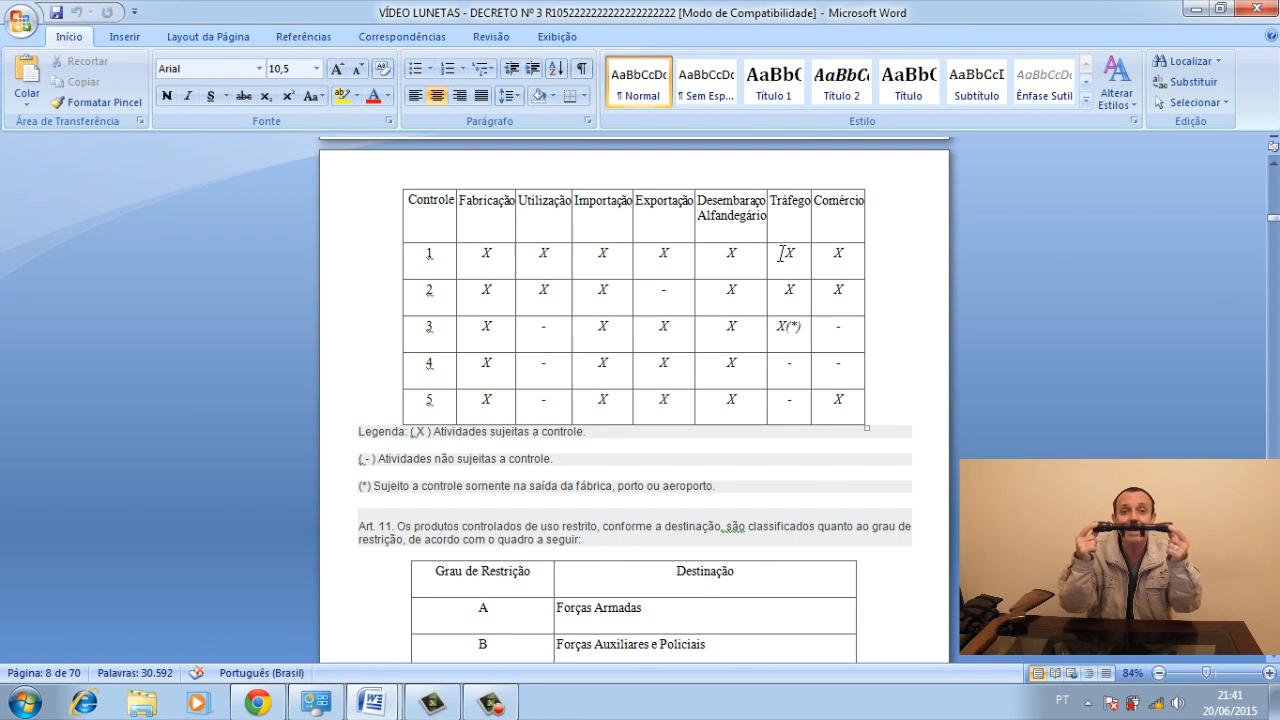 VÍDEO LUNETAS - DECRETO Nº 3 R105222222222222222222 [Modo de Compatibilidade] - Microsoft Word
Início Inserir Layout da Página Referências Correspondências Revisão Exibição
Colar
Recortar
Copiar
Formatar Pincel
Área de Transferência
Arial 10,5
N I S abc X₂ X² Aa
Fonte
Parágrafo
AaBbCcDc AaBbCcDc AaBbC AaBbC AaBbC AaBbCcI AaBbCcDc
¶ Normal ¶ Sem Esp... Título 1 Título 2 Título Subtítulo Ênfase Sutil
Alterar Estilos
Estilo
Localizar
Substituir
Selecionar
Edição
Controle Fabricação Utilização Importação Exportação Desembaraço Alfandegário Tráfego Comércio
1 X X X X X X X
2 X X X - X X X
3 X - X X X X(*) -
4 X - X X X - -
5 X - X X X - X
Legenda: ( X ) Atividades sujeitas a controle.
( - ) Atividades não sujeitas a controle.
(*) Sujeito a controle somente na saída da fábrica, porto ou aeroporto.
Art. 11. Os produtos controlados de uso restrito, conforme a destinação, são classificados quanto ao grau de
restrição, de acordo com o quadro a seguir:
Grau de Restrição Destinação
A Forças Armadas
B Forças Auxiliares e Policiais
Página: 8 de 70 Palavras: 30.592 Português (Brasil) 84%
PT 21:41
20/06/2015